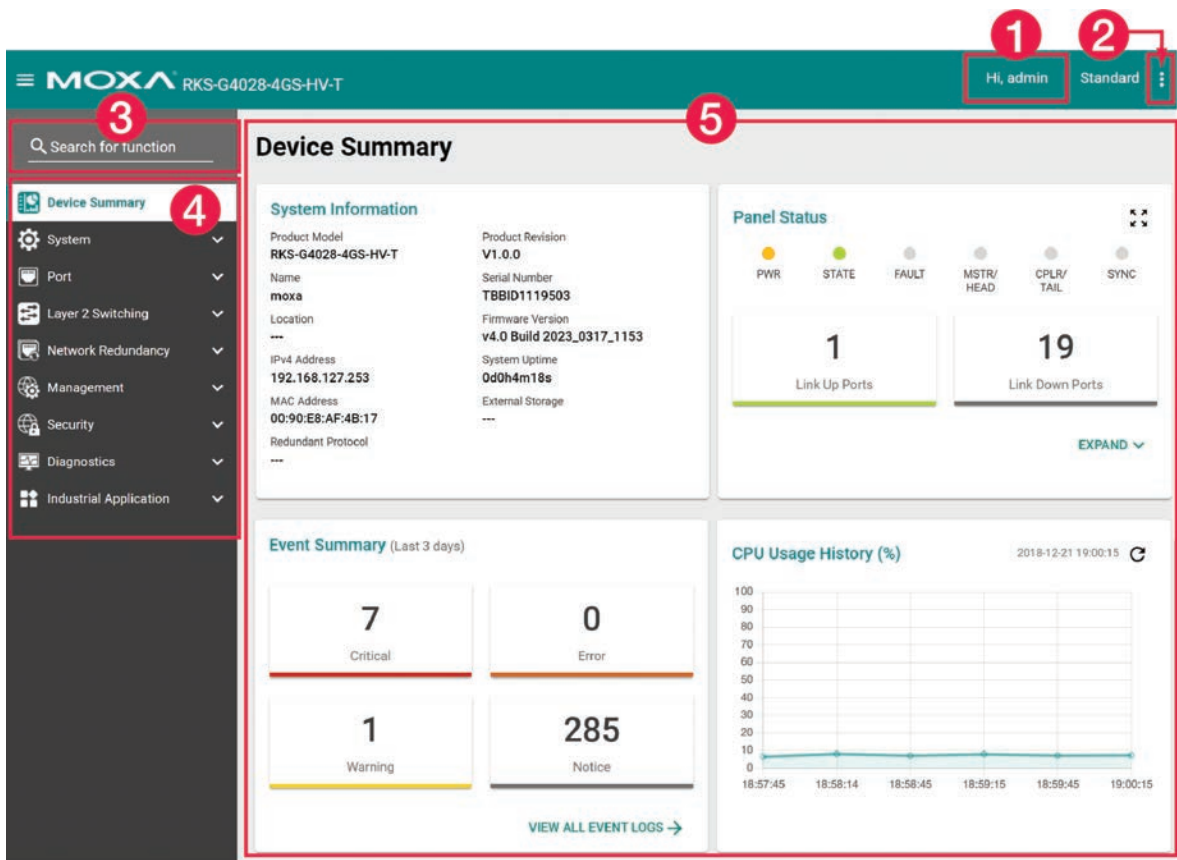 1
2
MOXA RKS-G4028-4GS-HV-T
Hi, admin
Standard
3
Search for function
4
Device Summary
System
Port
Layer 2 Switching
Network Redundancy
Management
Security
Diagnostics
Industrial Application
5
Device Summary
System Information
Product Model
RKS-G4028-4GS-HV-T
Name
moxa
Location
---
IPv4 Address
192.168.127.253
MAC Address
00:90:E8:AF:4B:17
Redundant Protocol
---
Product Revision
V1.0.0
Serial Number
TBBID1119503
Firmware Version
v4.0 Build 2023_0317_1153
System Uptime
0d0h4m18s
External Storage
---
Panel Status
PWR
STATE
FAULT
MSTR/
HEAD
CPLR/
TAIL
SYNC
1
Link Up Ports
19
Link Down Ports
EXPAND
Event Summary (Last 3 days)
7
Critical
0
Error
1
Warning
285
Notice
VIEW ALL EVENT LOGS
CPU Usage History (%)
2018-12-21 19:00:15
100
90
80
70
60
50
40
30
20
10
0
18:57:45
18:58:14
18:58:45
18:59:15
18:59:45
19:00:15